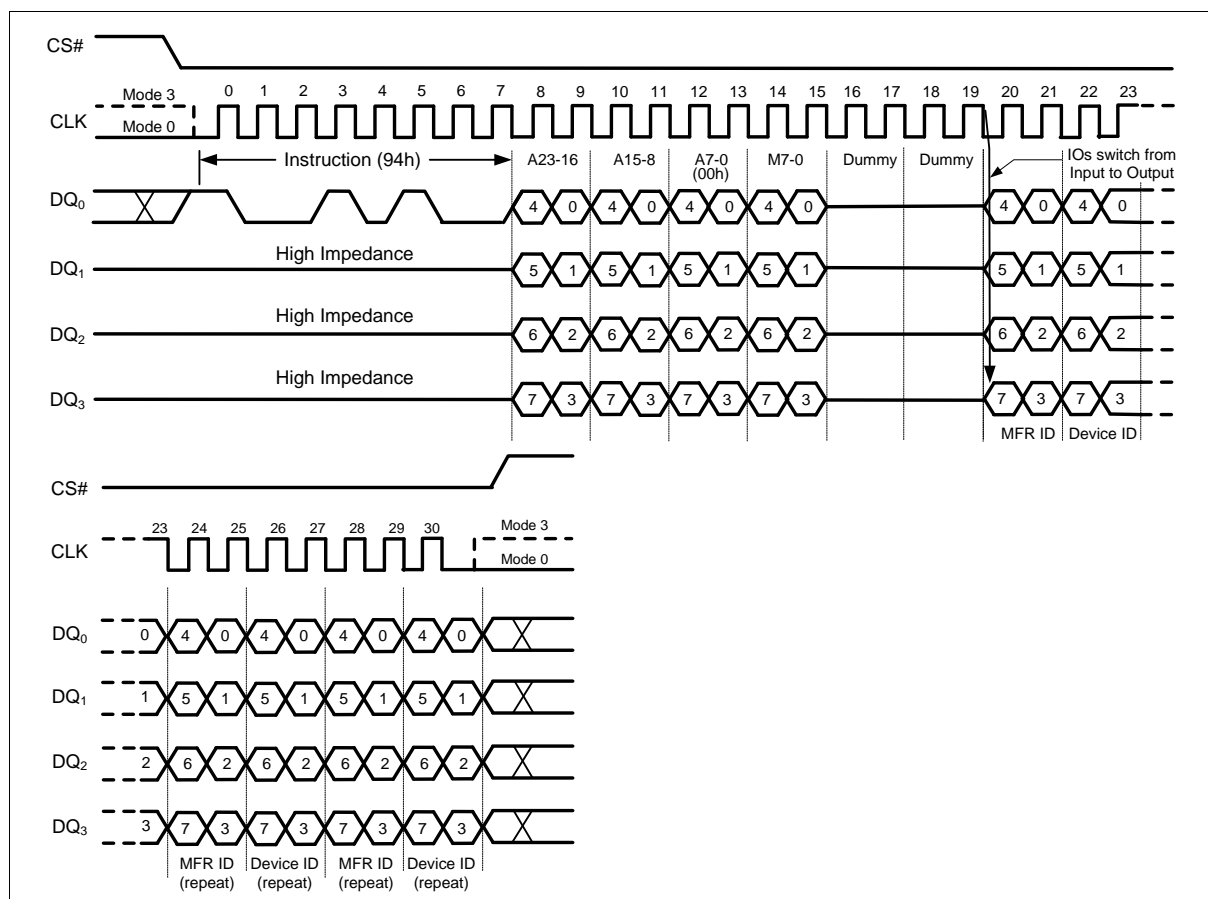 CS#
0 1 2 3 4 5 6 7 8 9 10 11 12 13 14 15 16 17 18 19 20 21 22 23
Mode 3
CLK
Mode 0
Instruction (94h)
A23-16 A15-8 A7-0 (00h) M7-0 Dummy Dummy
IOs switch from
Input to Output
DQ0 4 0 4 0 4 0 4 0 4 0 4 0
High Impedance
DQ1 5 1 5 1 5 1 5 1 5 1 5 1
High Impedance
DQ2 6 2 6 2 6 2 6 2 6 2 6 2
High Impedance
DQ3 7 3 7 3 7 3 7 3 7 3 7 3
MFR ID Device ID
CS#
23 24 25 26 27 28 29 30
Mode 3
CLK
Mode 0
DQ0 0 4 0 4 0 4 0 4 0
DQ1 1 5 1 5 1 5 1 5 1
DQ2 2 6 2 6 2 6 2 6 2
DQ3 3 7 3 7 3 7 3 7 3
MFR ID Device ID MFR ID Device ID
(repeat) (repeat) (repeat) (repeat)